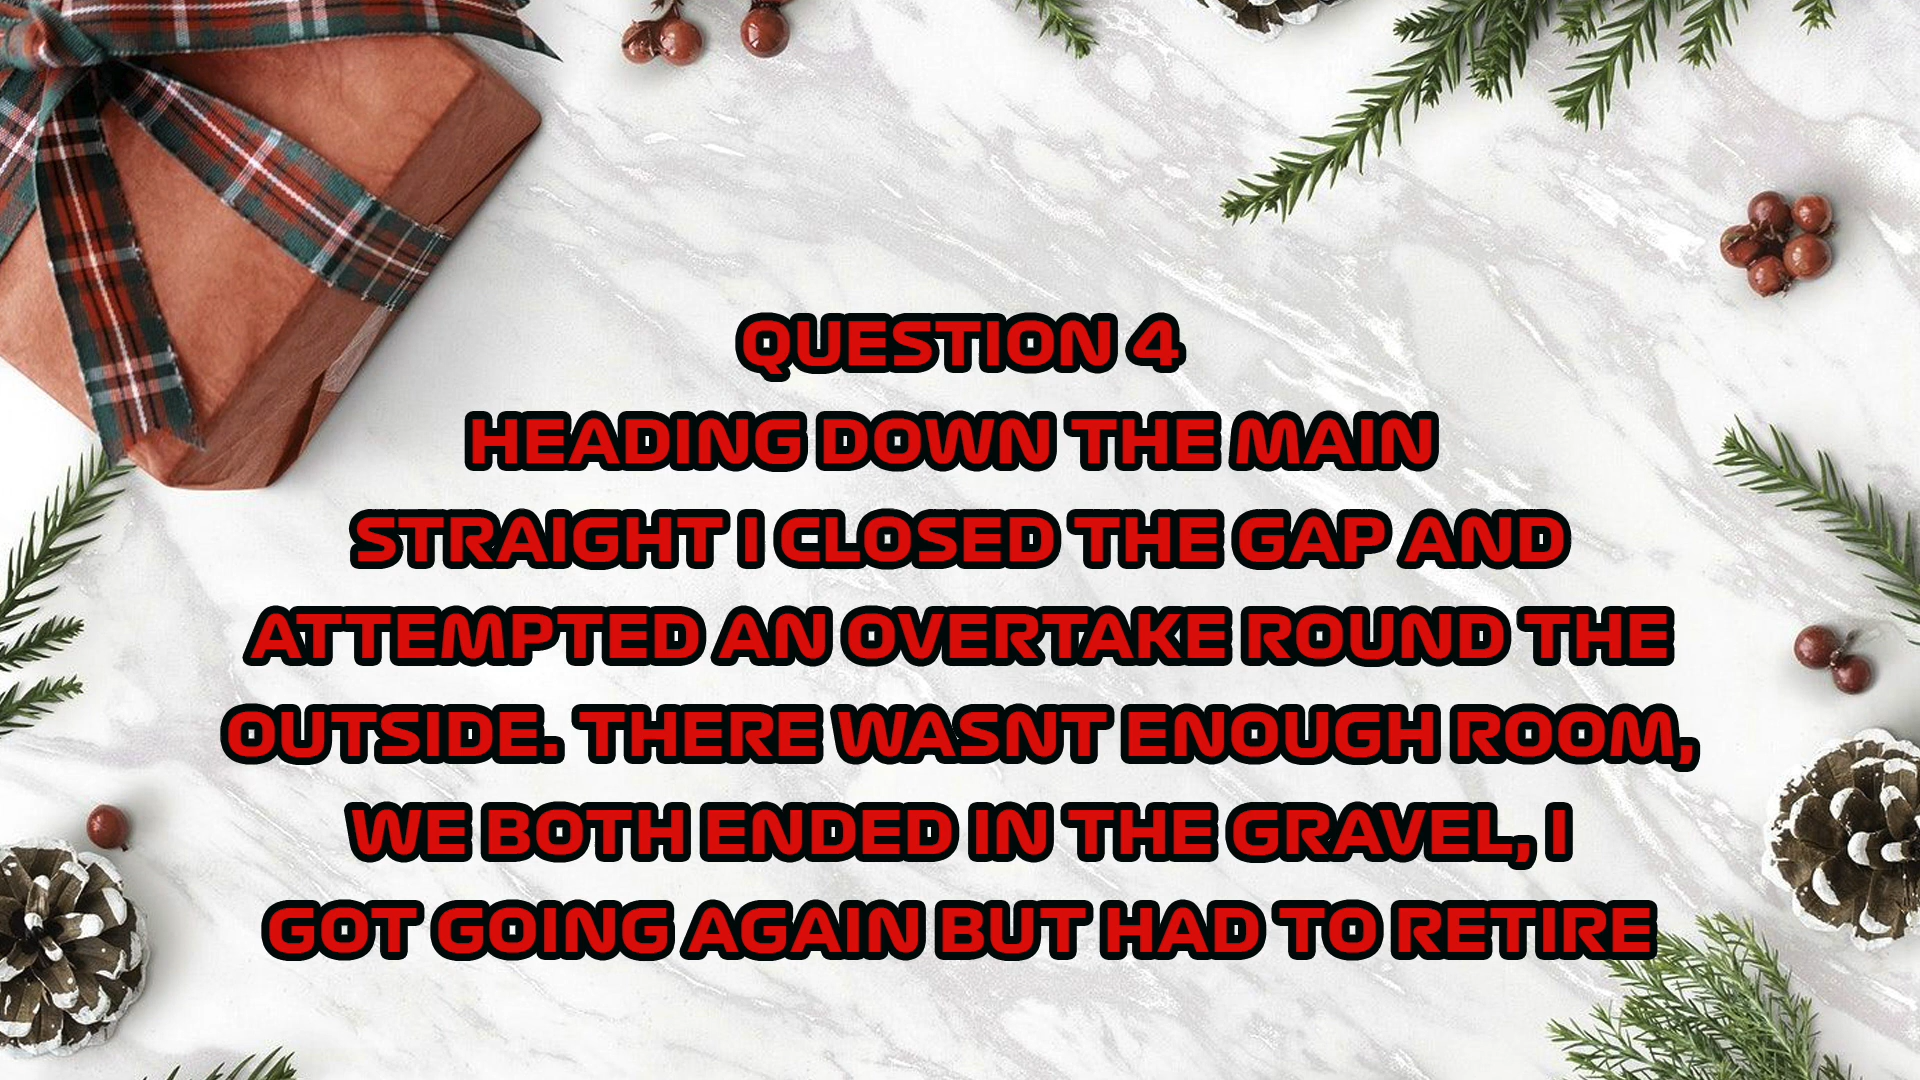 QUESTION 4
HEADING DOWN THE MAIN
STRAIGHT I CLOSED THE GAP AND
ATTEMPTED AN OVERTAKE ROUND THE
OUTSIDE. THERE WASNT ENOUGH ROOM,
WE BOTH ENDED IN THE GRAVEL, I
GOT GOING AGAIN BUT HAD TO RETIRE